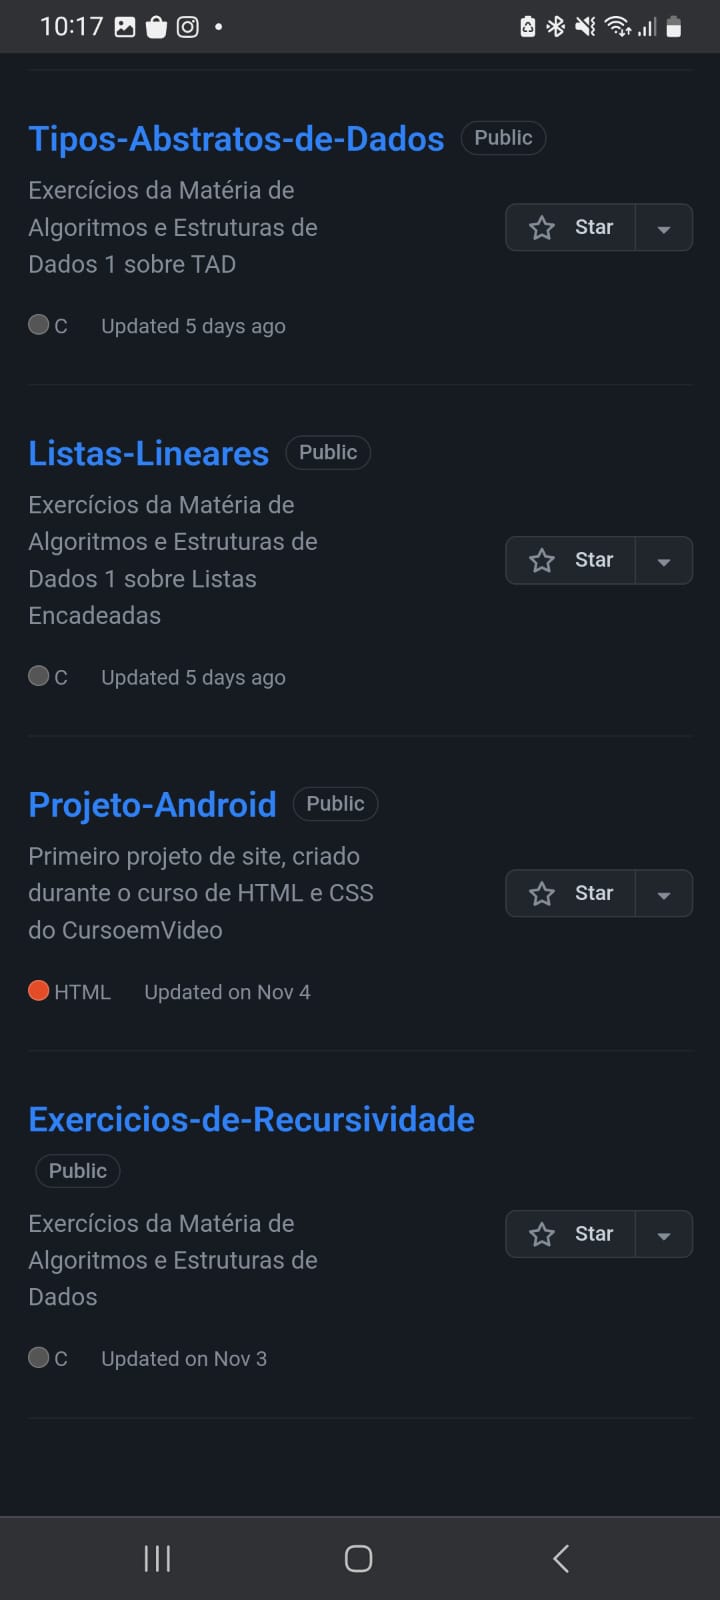 10:17
Tipos-Abstratos-de-Dados Public
Exercícios da Matéria de
Algoritmos e Estruturas de
Dados 1 sobre TAD
Star
C Updated 5 days ago
Listas-Lineares Public
Exercícios da Matéria de
Algoritmos e Estruturas de
Dados 1 sobre Listas
Encadeadas
Star
C Updated 5 days ago
Projeto-Android Public
Primeiro projeto de site, criado
durante o curso de HTML e CSS
do CursoemVideo
Star
HTML Updated on Nov 4
Exercicios-de-Recursividade
Public
Exercícios da Matéria de
Algoritmos e Estruturas de
Dados
Star
C Updated on Nov 3